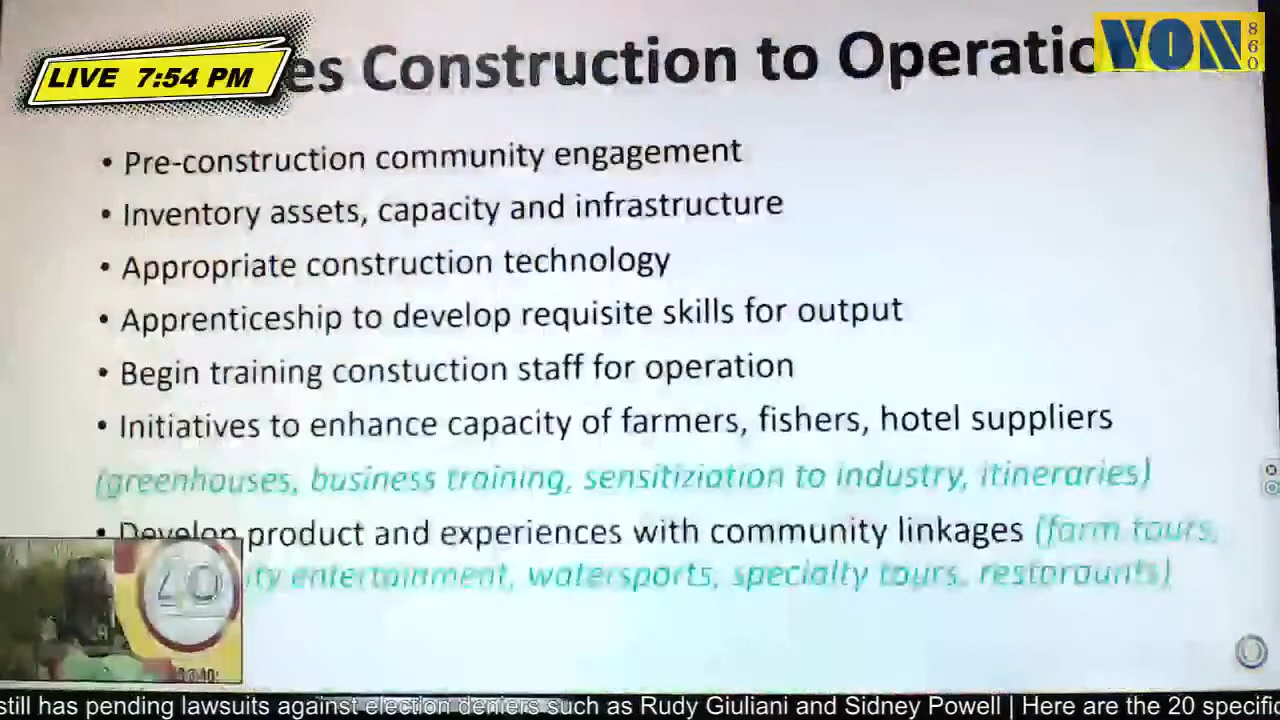 LIVE 7:54 PM
es Construction to Operatio
VON
860
• Pre-construction community engagement
• Inventory assets, capacity and infrastructure
• Appropriate construction technology
• Apprenticeship to develop requisite skills for output
• Begin training constuction staff for operation
• Initiatives to enhance capacity of farmers, fishers, hotel suppliers
(greenhouses, business training, sensitiziation to industry, itineraries)
• Develop product and experiences with community linkages (farm tours,
ity entertainment, watersports, specialty tours, restaraunts)
still has pending lawsuits against election deniers such as Rudy Giuliani and Sidney Powell | Here are the 20 specific